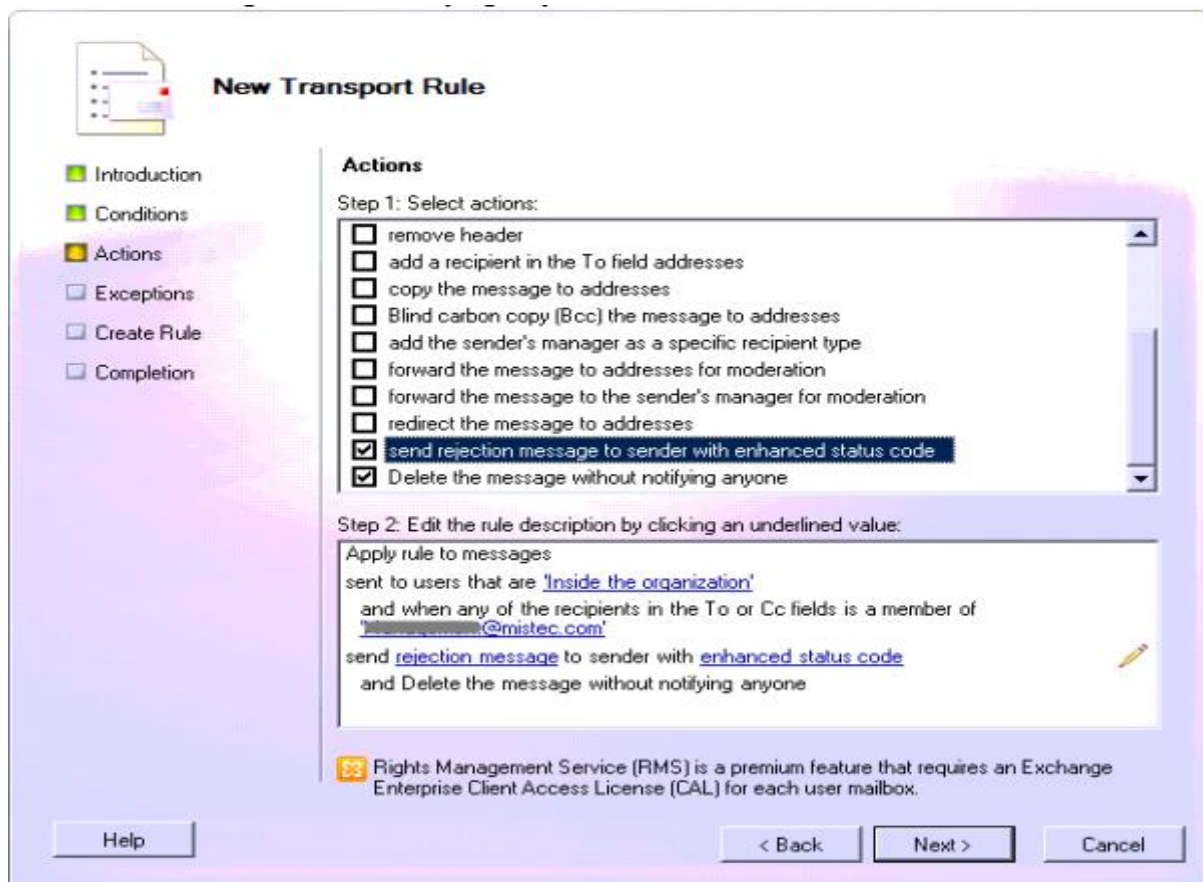 New Transport Rule
Introduction
Conditions
Actions
Exceptions
Create Rule
Completion
Actions
Step 1: Select actions:
remove header
add a recipient in the To field addresses
copy the message to addresses
Blind carbon copy (Bcc) the message to addresses
add the sender's manager as a specific recipient type
forward the message to addresses for moderation
forward the message to the sender's manager for moderation
redirect the message to addresses
send rejection message to sender with enhanced status code
Delete the message without notifying anyone
Step 2: Edit the rule description by clicking an underlined value:
Apply rule to messages
sent to users that are 'Inside the organization'
and when any of the recipients in the To or Cc fields is a member of
@mistec.com'
send rejection message to sender with enhanced status code
and Delete the message without notifying anyone
Rights Management Service (RMS) is a premium feature that requires an Exchange
Enterprise Client Access License (CAL) for each user mailbox.
Help
< Back
Next >
Cancel